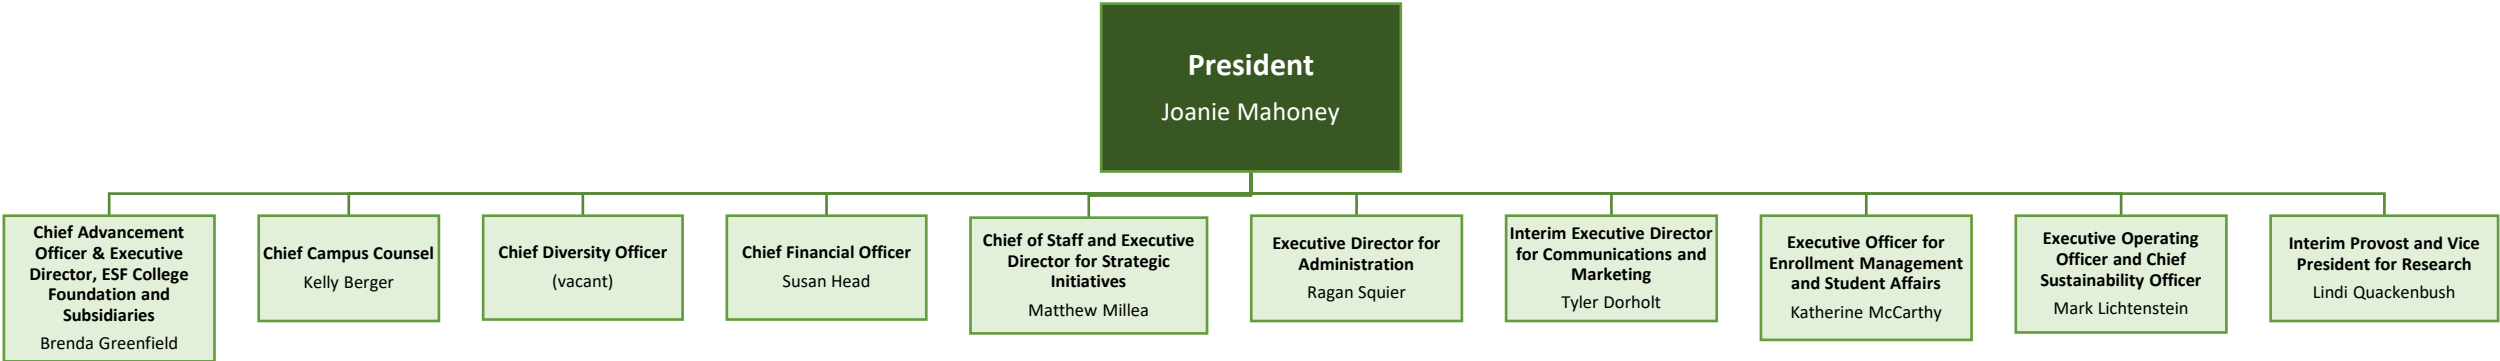 President
Joanie Mahoney
Chief Advancement
Officer & Executive
Director, ESF College
Foundation and
Subsidiaries
Brenda Greenfield
Chief Campus Counsel
Kelly Berger
Chief Diversity Officer
(vacant)
Chief Financial Officer
Susan Head
Chief of Staff and Executive
Director for Strategic
Initiatives
Matthew Millea
Executive Director for
Administration
Ragan Squier
Interim Executive Director
for Communications and
Marketing
Tyler Dorholt
Executive Officer for
Enrollment Management
and Student Affairs
Katherine McCarthy
Executive Operating
Officer and Chief
Sustainability Officer
Mark Lichtenstein
Interim Provost and Vice
President for Research
Lindi Quackenbush